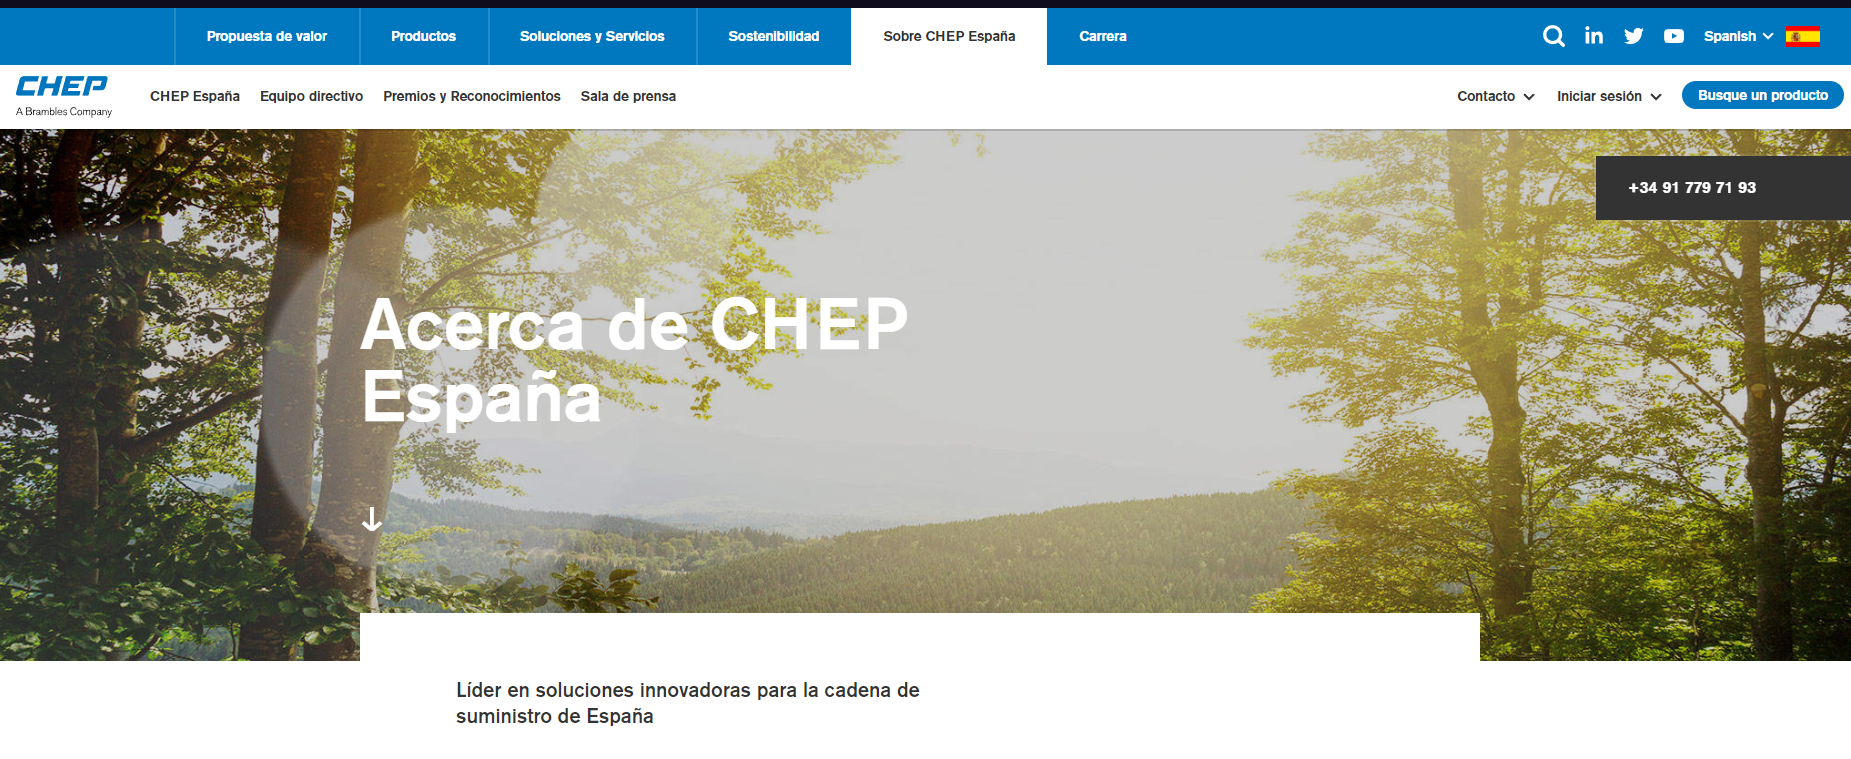 Propuesta de valor
Productos
Soluciones y Servicios
Sostenibilidad
Sobre CHEP España
Carrera
in
Spanish
CHEP
A Brambles Company
CHEP España
Equipo directivo
Premios y Reconocimientos
Sala de prensa
Contacto
Iniciar sesión
Busque un producto
+34 91 779 71 93
Acerca de CHEP
España
Líder en soluciones innovadoras para la cadena de
suministro de España